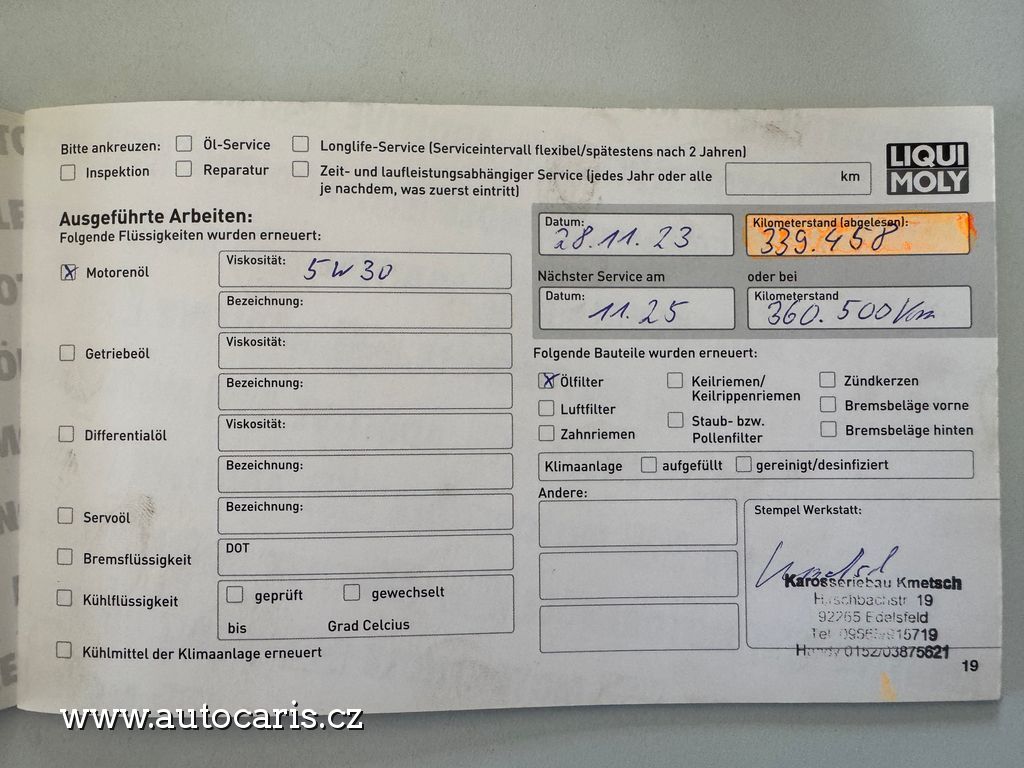 Bitte ankreuzen: Öl-Service Longlife-Service (Serviceintervall flexibel/spätestens nach 2 Jahren)
Inspektion Reparatur Zeit- und laufleistungsabhängiger Service (jedes Jahr oder alle km
je nachdem, was zuerst eintritt)
LIQUI
MOLY
Ausgeführte Arbeiten:
Folgende Flüssigkeiten wurden erneuert:
Motorenöl Viskosität: 5W30
Bezeichnung:
Getriebeöl Viskosität:
Bezeichnung:
Differentialöl Viskosität:
Bezeichnung:
Servoöl Bezeichnung:
Bremsflüssigkeit DOT
Kühlflüssigkeit geprüft gewechselt
bis Grad Celcius
Kühlmittel der Klimaanlage erneuert
Datum: 28.11.23 Kilometerstand (abgelesen): 339.458
Nächster Service am oder bei
Datum: 11.25 Kilometerstand 360.500 Km
Folgende Bauteile wurden erneuert:
Ölfilter Keilriemen/ Zündkerzen
Keilrippenriemen
Luftfilter Bremsbeläge vorne
Zahnriemen Staub- bzw. Bremsbeläge hinten
Pollenfilter
Klimaanlage aufgefüllt gereinigt/desinfiziert
Andere:
Stempel Werkstatt:
Karosseriebau Kmetsch
19
92265 Edelsfeld
Tel 15719
0152/03875621
19
www.autocaris.cz